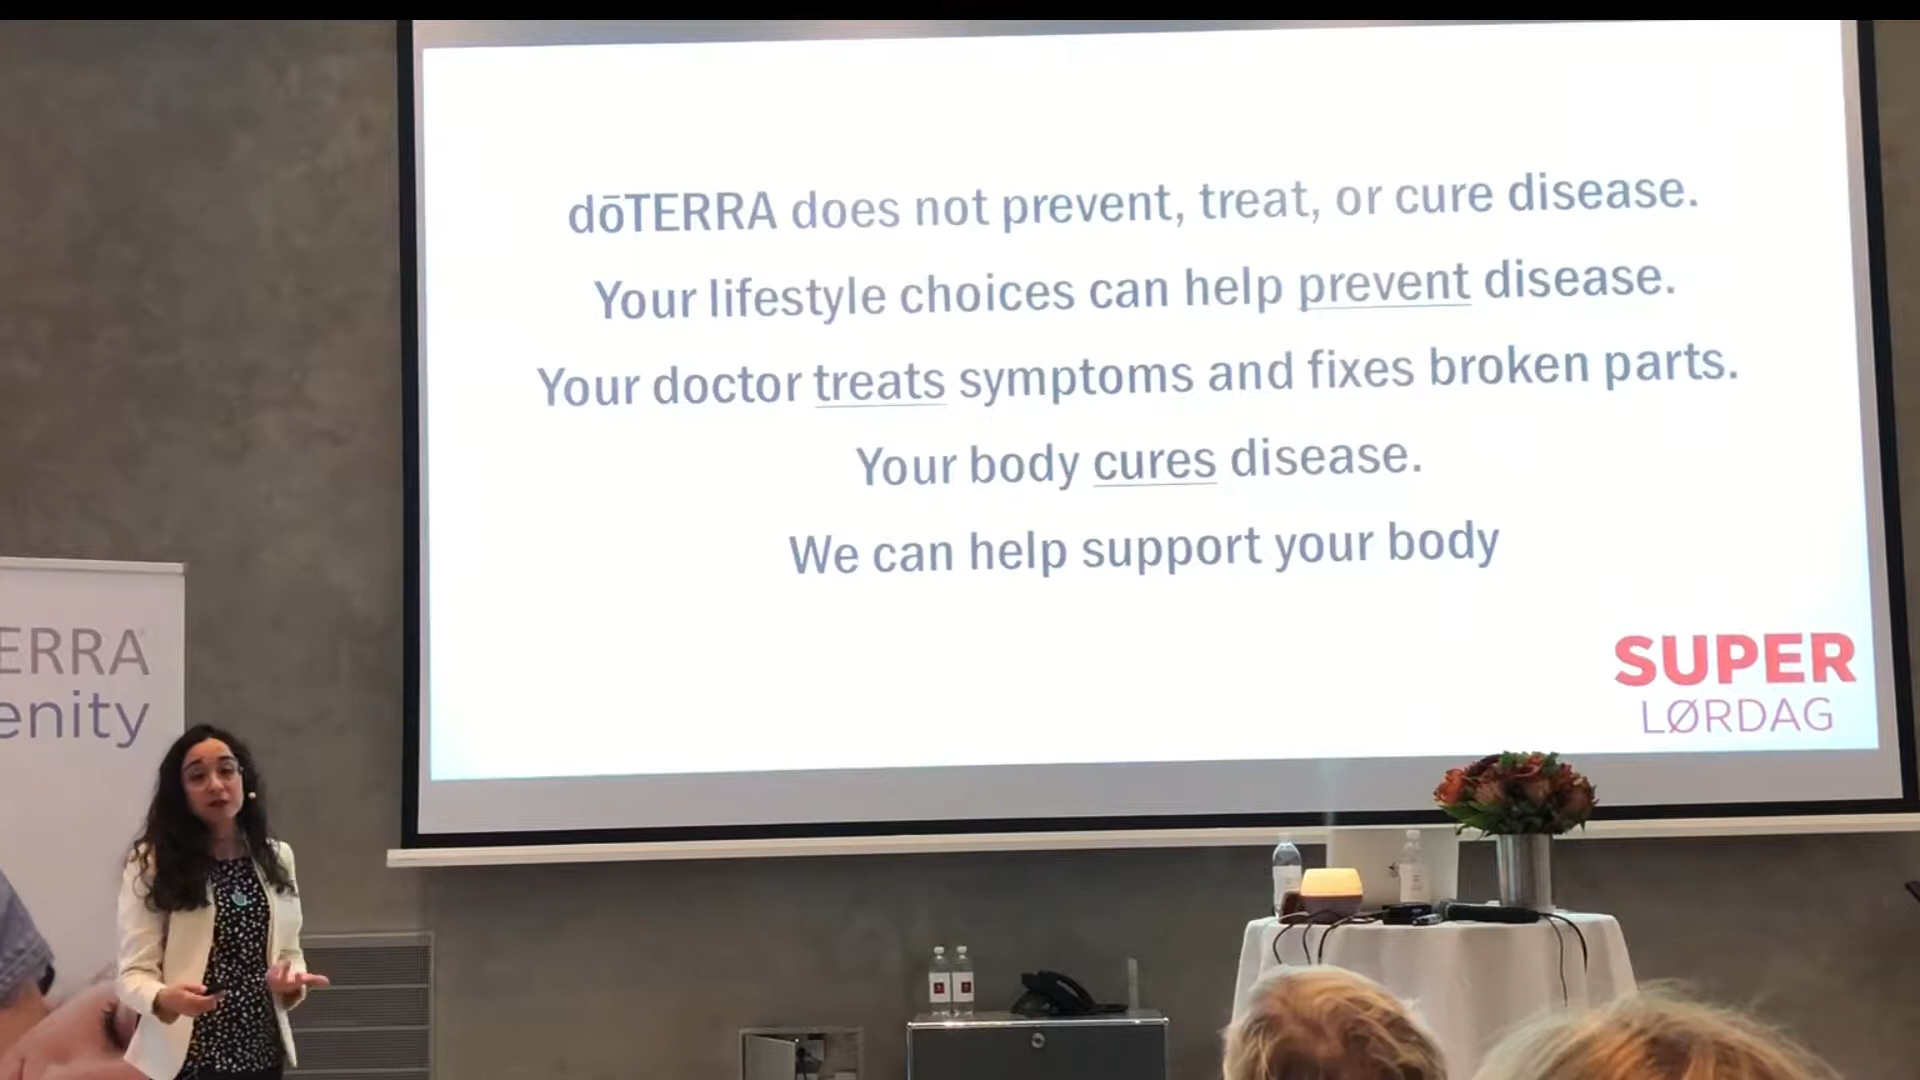 dōTERRA does not prevent, treat, or cure disease.
Your lifestyle choices can help prevent disease.
Your doctor treats symptoms and fixes broken parts.
Your body cures disease.
We can help support your body
SUPER
LØRDAG
ERRA
enity